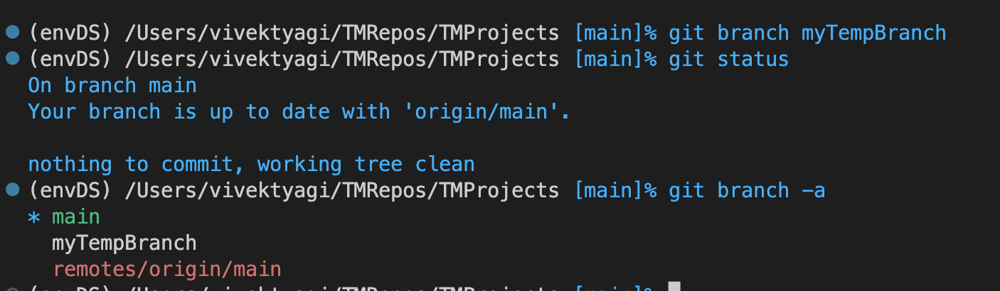 (envDS) /Users/vivektyagi/TMRepos/TMProjects [main]% git branch myTempBranch
(envDS) /Users/vivektyagi/TMRepos/TMProjects [main]% git status
On branch main
Your branch is up to date with 'origin/main'.
nothing to commit, working tree clean
(envDS) /Users/vivektyagi/TMRepos/TMProjects [main]% git branch -a
* main
myTempBranch
remotes/origin/main
(envDS) /Users/vivektyagi/TMRepos/TMProjects [main]%